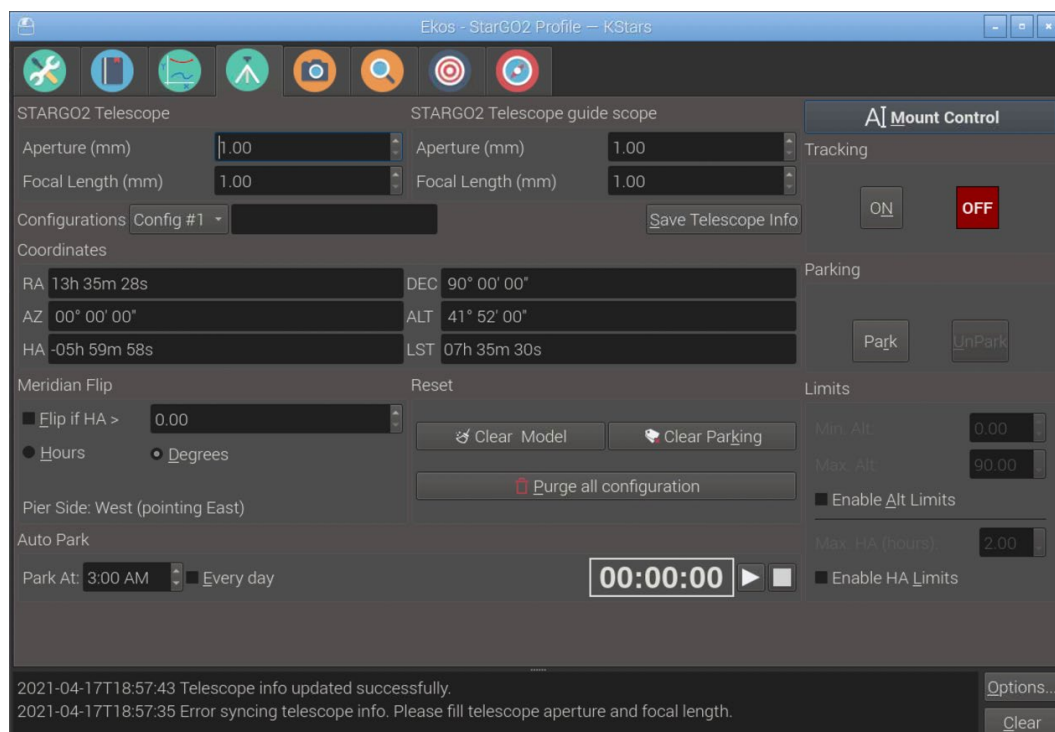 Ekos - StarGO2 Profile — KStars
STARGO2 Telescope
Aperture (mm) 1.00
Focal Length (mm) 1.00
STARGO2 Telescope guide scope
Aperture (mm) 1.00
Focal Length (mm) 1.00
Configurations Config #1 Save Telescope Info
Coordinates
RA 13h 35m 28s DEC 90° 00' 00"
AZ 00° 00' 00" ALT 41° 52' 00"
HA -05h 59m 58s LST 07h 35m 30s
Meridian Flip
Flip if HA > 0.00
Hours Degrees
Pier Side: West (pointing East)
Reset
Clear Model Clear Parking
Purge all configuration
Auto Park
Park At: 3:00 AM Every day 00:00:00
Mount Control
Tracking
ON OFF
Parking
Park UnPark
Limits
Min. Alt. 0.00
Max. Alt. 90.00
Enable Alt Limits
Max. HA (hours) 2.00
Enable HA Limits
2021-04-17T18:57:43 Telescope info updated successfully.
2021-04-17T18:57:35 Error syncing telescope info. Please fill telescope aperture and focal length.
Options...
Clear